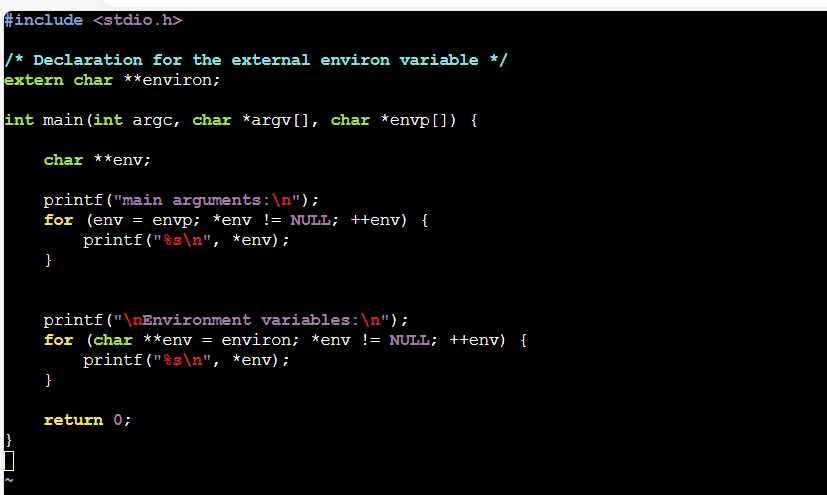 #include <stdio.h>

/* Declaration for the external environ variable */
extern char **environ;

int main(int argc, char *argv[], char *envp[]) {

    char **env;

    printf("main arguments:\n");
    for (env = envp; *env != NULL; ++env) {
        printf("%s\n", *env);
    }


    printf("\nEnvironment variables:\n");
    for (char **env = environ; *env != NULL; ++env) {
        printf("%s\n", *env);
    }

    return 0;
}

~